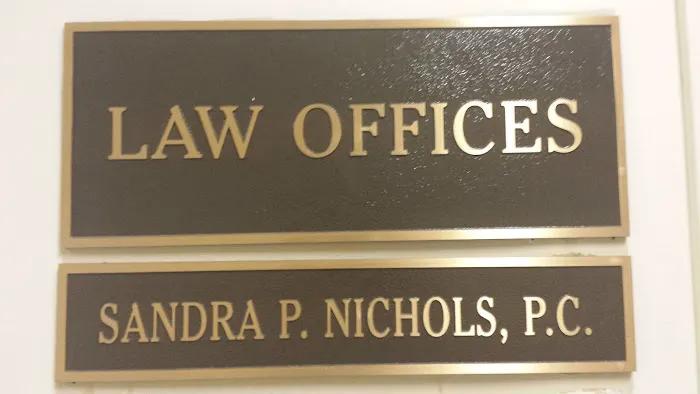 LAW OFFICES
SANDRA P. NICHOLS, P.C.